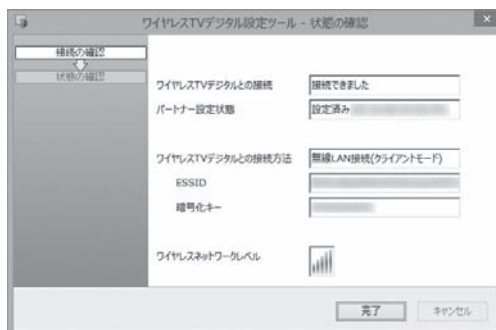 ワイヤレスTVデジタル設定ツール - 状態の確認
接続の確認
状態の確認
ワイヤレスTVデジタルとの接続 接続できました
パートナー設定状態 設定済み
ワイヤレスTVデジタルとの接続方法 無線LAN接続(クライアントモード)
ESSID
暗号化キー
ワイヤレスネットワークレベル
完了 キャンセル